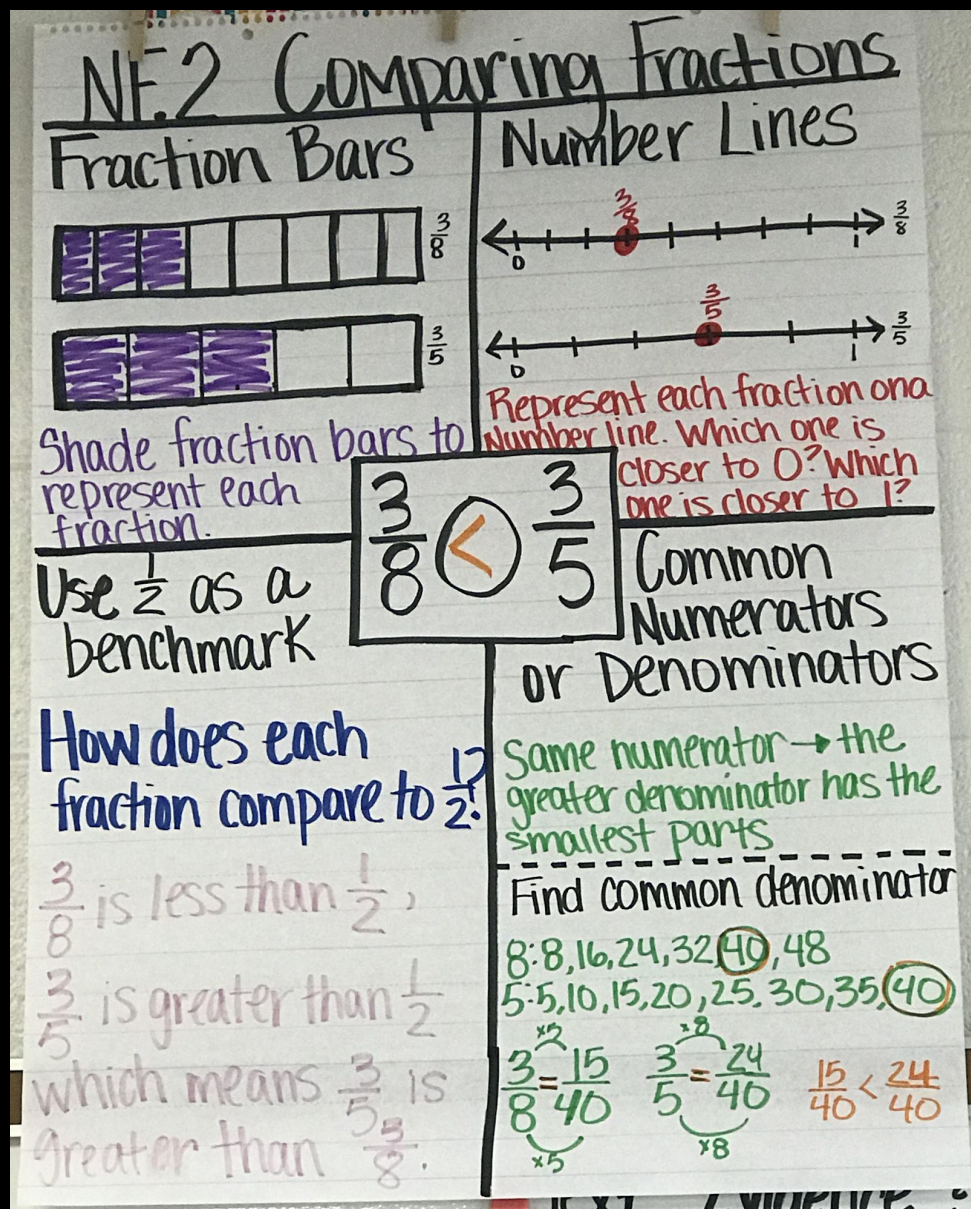 NF.2 Comparing Fractions
Fraction Bars
3/8
3/5
Shade fraction bars to
represent each
fraction.
Number Lines
3/8
0 1 3/8
3/5
0 1 3/5
Represent each fraction on a
Number line. Which one is
closer to 0? Which
one is closer to 1?
3/8 < 3/5
Use 1/2 as a
benchmark
How does each
fraction compare to 1/2?
3/8 is less than 1/2,
3/5 is greater than 1/2
which means 3/5 is
greater than 3/8.
Common
Numerators
or Denominators
Same numerator → the
greater denominator has the
smallest parts
Find common denominator
8: 8, 16, 24, 32, 40, 48
5: 5, 10, 15, 20, 25, 30, 35, 40
×5 ×8
3/8 = 15/40 3/5 = 24/40 15/40 < 24/40
×5 ×8